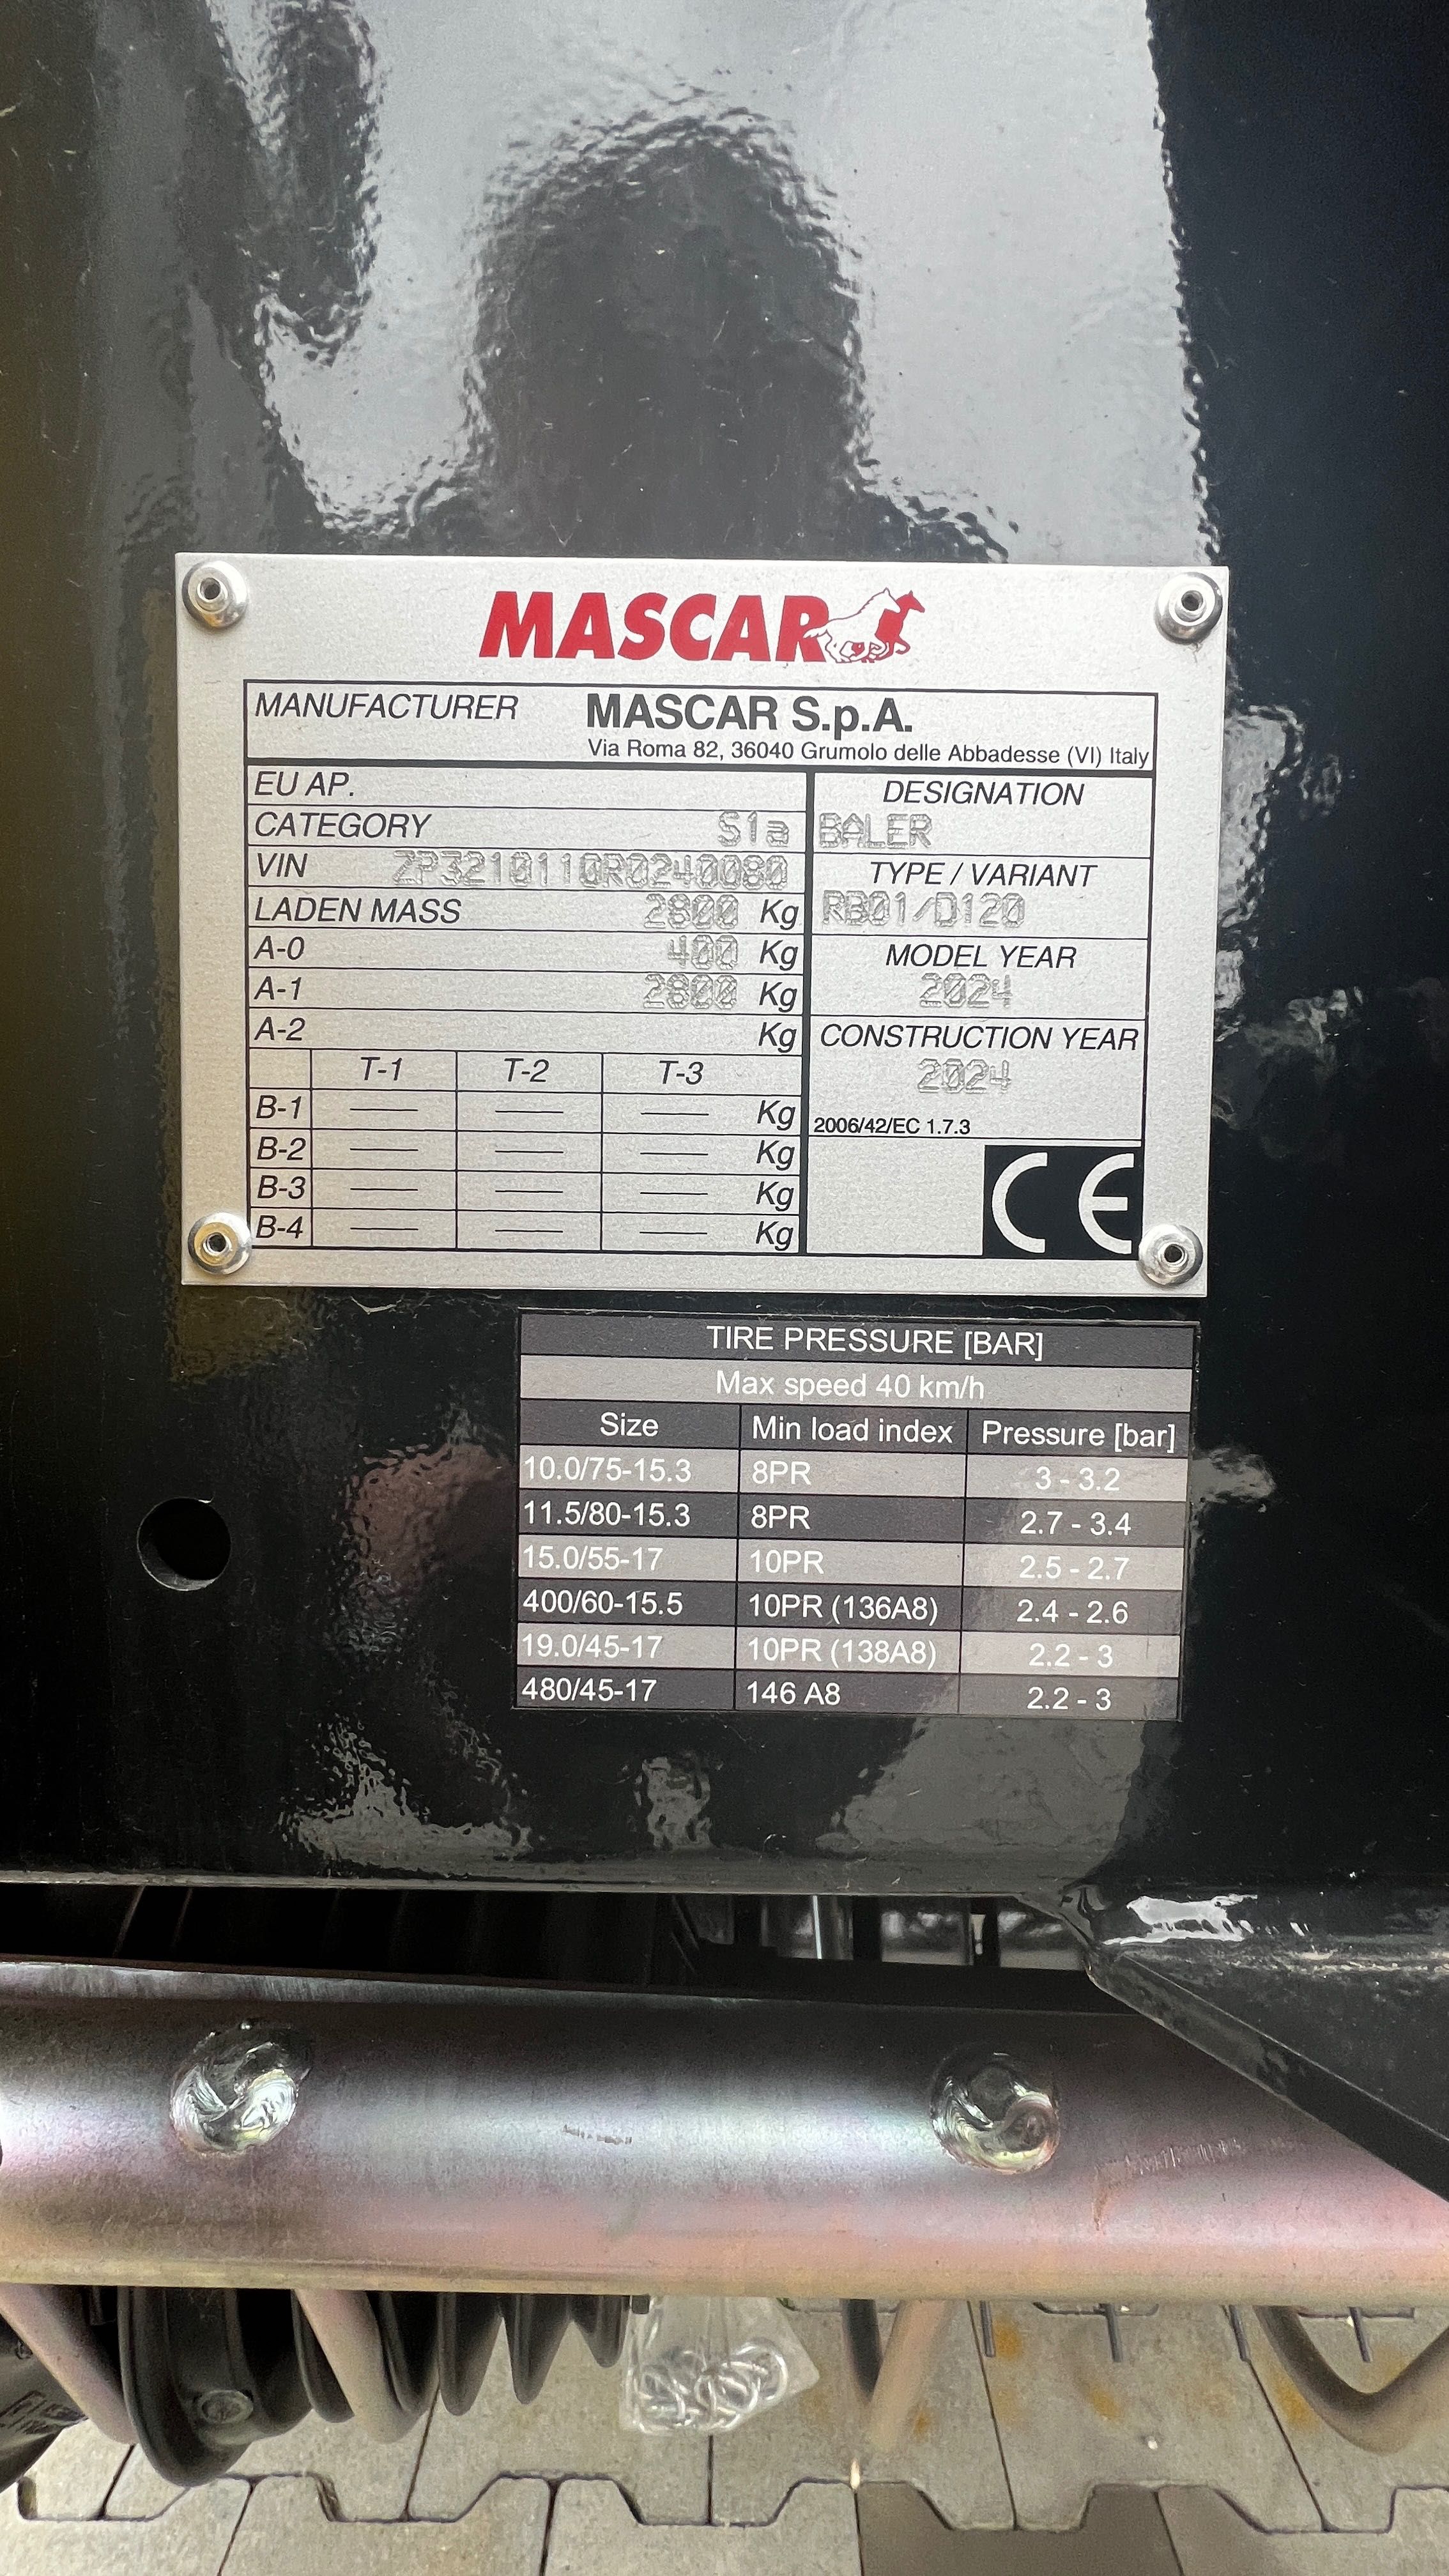 MASCAR
MANUFACTURER MASCAR S.p.A.
Via Roma 82, 36040 Grumolo delle Abbadesse (VI) Italy
EU AP.
CATEGORY S1a
VIN ZP3210110R0240080
LADEN MASS 2800 Kg
A-0 400 Kg
A-1 2800 Kg
A-2 Kg
T-1 T-2 T-3
B-1 — — — Kg
B-2 — — — Kg
B-3 — — — Kg
B-4 — — — Kg
DESIGNATION
BALER
TYPE / VARIANT
RB01/D120
MODEL YEAR
2024
CONSTRUCTION YEAR
2024
2006/42/EC 1.7.3
CE
TIRE PRESSURE [BAR]
Max speed 40 km/h
Size Min load index Pressure [bar]
10.0/75-15.3 8PR 3 - 3.2
11.5/80-15.3 8PR 2.7 - 3.4
15.0/55-17 10PR 2.5 - 2.7
400/60-15.5 10PR (136A8) 2.4 - 2.6
19.0/45-17 10PR (138A8) 2.2 - 3
480/45-17 146 A8 2.2 - 3